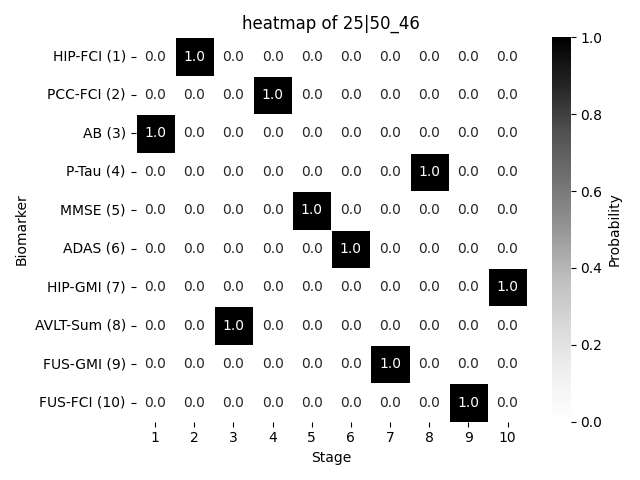 heatmap of 25|50_46
HIP-FCI (1) 0.0 1.0 0.0 0.0 0.0 0.0 0.0 0.0 0.0 0.0
PCC-FCI (2) 0.0 0.0 0.0 1.0 0.0 0.0 0.0 0.0 0.0 0.0
AB (3) 1.0 0.0 0.0 0.0 0.0 0.0 0.0 0.0 0.0 0.0
P-Tau (4) 0.0 0.0 0.0 0.0 0.0 0.0 0.0 1.0 0.0 0.0
MMSE (5) 0.0 0.0 0.0 0.0 1.0 0.0 0.0 0.0 0.0 0.0
ADAS (6) 0.0 0.0 0.0 0.0 0.0 1.0 0.0 0.0 0.0 0.0
HIP-GMI (7) 0.0 0.0 0.0 0.0 0.0 0.0 0.0 0.0 0.0 1.0
AVLT-Sum (8) 0.0 0.0 1.0 0.0 0.0 0.0 0.0 0.0 0.0 0.0
FUS-GMI (9) 0.0 0.0 0.0 0.0 0.0 0.0 1.0 0.0 0.0 0.0
FUS-FCI (10) 0.0 0.0 0.0 0.0 0.0 0.0 0.0 0.0 1.0 0.0
1 2 3 4 5 6 7 8 9 10
Stage
Biomarker
1.0
0.8
0.6
0.4
0.2
0.0
Probability